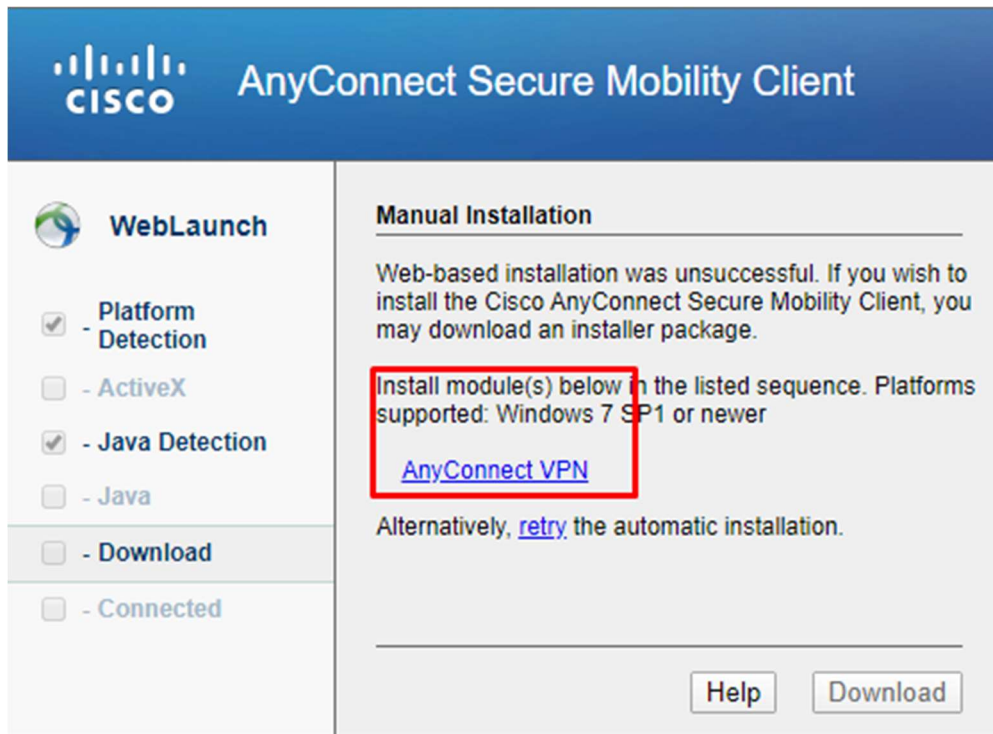 CISCO AnyConnect Secure Mobility Client
WebLaunch
- Platform
Detection
- ActiveX
- Java Detection
- Java
- Download
- Connected
Manual Installation
Web-based installation was unsuccessful. If you wish to
install the Cisco AnyConnect Secure Mobility Client, you
may download an installer package.
Install module(s) below in the listed sequence. Platforms
supported: Windows 7 SP1 or newer
AnyConnect VPN
Alternatively, retry the automatic installation.
Help Download